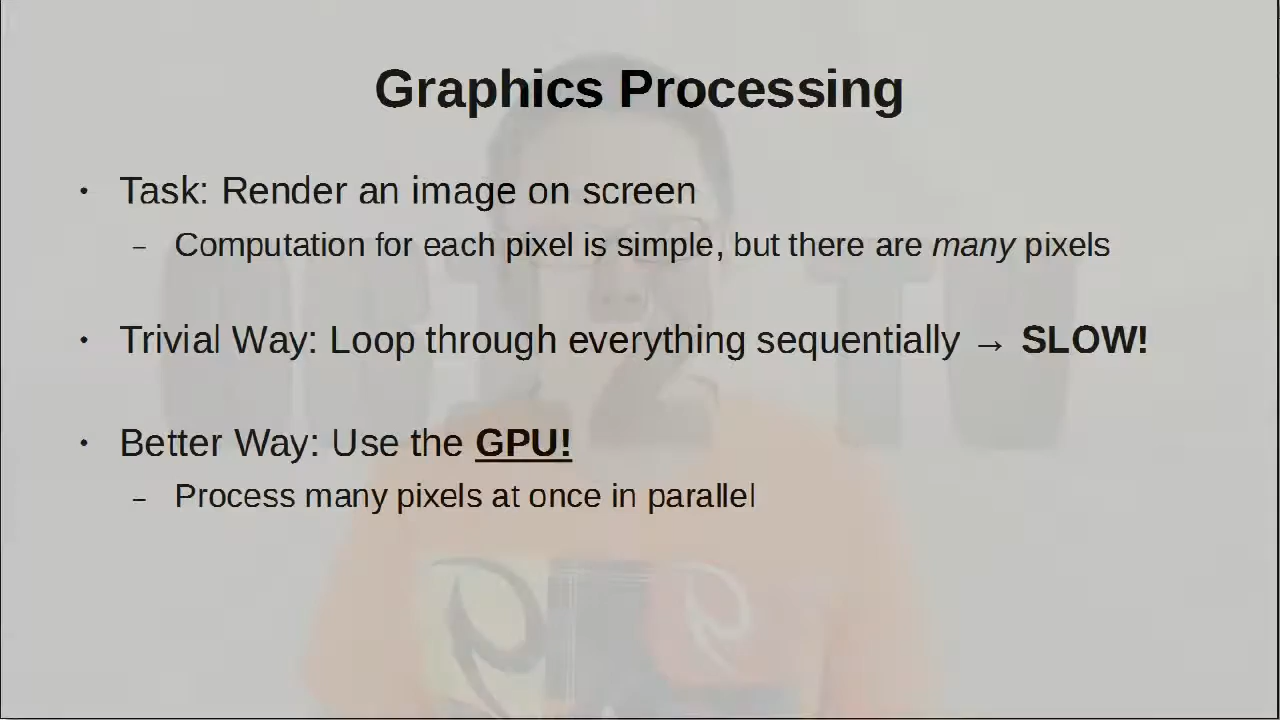 Graphics Processing
• Task: Render an image on screen
– Computation for each pixel is simple, but there are many pixels
• Trivial Way: Loop through everything sequentially → SLOW!
• Better Way: Use the GPU!
– Process many pixels at once in parallel